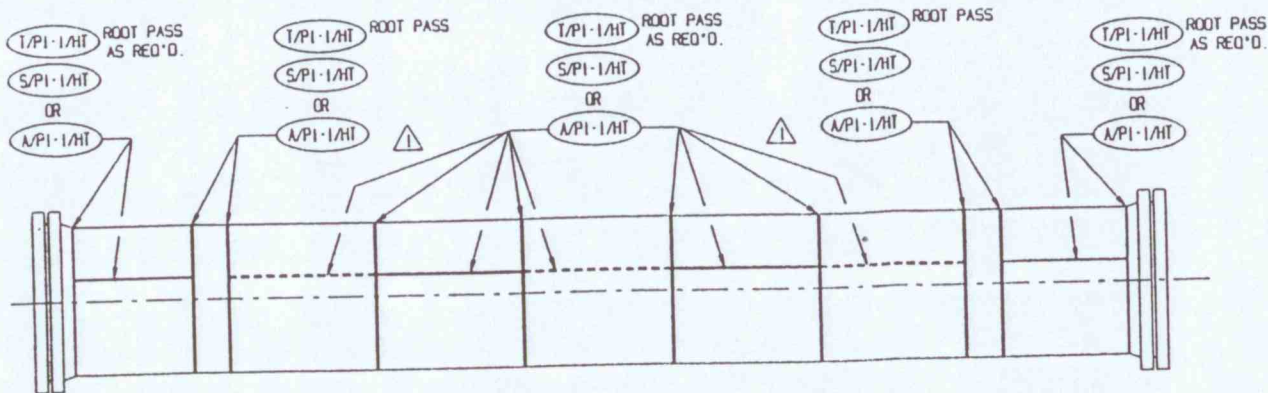 T/P1-1/HT ROOT PASS
AS REQ'D.
S/P1-1/HT
OR
A/P1-1/HT
T/P1-1/HT ROOT PASS
S/P1-1/HT
OR
A/P1-1/HT
1
T/P1-1/HT ROOT PASS
AS REQ'D.
S/P1-1/HT
OR
A/P1-1/HT
1
T/P1-1/HT ROOT PASS
S/P1-1/HT
OR
A/P1-1/HT
T/P1-1/HT ROOT PASS
AS REQ'D.
S/P1-1/HT
OR
A/P1-1/HT